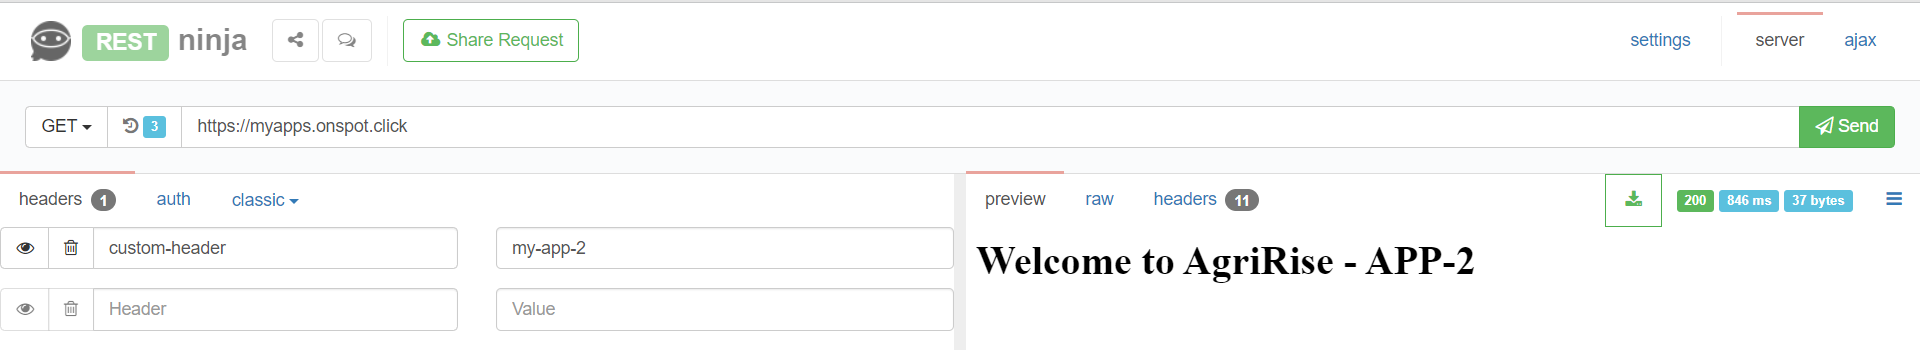 REST ninja Share Request settings server ajax
GET 3 https://myapps.onspot.click Send
headers 1 auth classic
preview raw headers 11 200 846 ms 37 bytes
custom-header my-app-2
Welcome to AgriRise - APP-2
Header Value